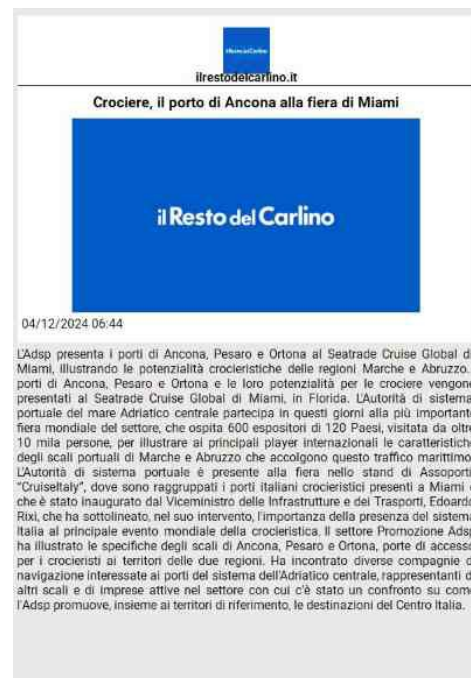 il Resto del Carlino
ilrestodelcarlino.it
Crociere, il porto di Ancona alla fiera di Miami
il Resto del Carlino
04/12/2024 06:44
L'Adsp presenta i porti di Ancona, Pesaro e Ortona al Seatrade Cruise Global di
Miami, illustrando le potenzialità crocieristiche delle regioni Marche e Abruzzo. I
porti di Ancona, Pesaro e Ortona e le loro potenzialità per le crociere vengono
presentati al Seatrade Cruise Global di Miami, in Florida. L'Autorità di sistema
portuale del mare Adriatico centrale partecipa in questi giorni alla più importante
fiera mondiale del settore, che ospita 600 espositori di 120 Paesi, visitata da oltre
10 mila persone, per illustrare ai principali player internazionali le caratteristiche
degli scali portuali di Marche e Abruzzo che accolgono questo traffico marittimo.
L'Autorità di sistema portuale è presente alla fiera nello stand di Assoporti,
"CruiseItaly", dove sono raggruppati i porti italiani crocieristici presenti a Miami e
che è stato inaugurato dal Viceministro delle Infrastrutture e dei Trasporti, Edoardo
Rixi, che ha sottolineato, nel suo intervento, l'importanza della presenza del sistema
Italia al principale evento mondiale della crocieristica. Il settore Promozione Adsp
ha illustrato le specifiche degli scali di Ancona, Pesaro e Ortona, porte di accesso
per i crocieristi ai territori delle due regioni. Ha incontrato diverse compagnie di
navigazione interessate ai porti del sistema dell'Adriatico centrale, rappresentanti di
altri scali e di imprese attive nel settore con cui c'è stato un confronto su come
l'Adsp promuove, insieme ai territori di riferimento, le destinazioni del Centro Italia.